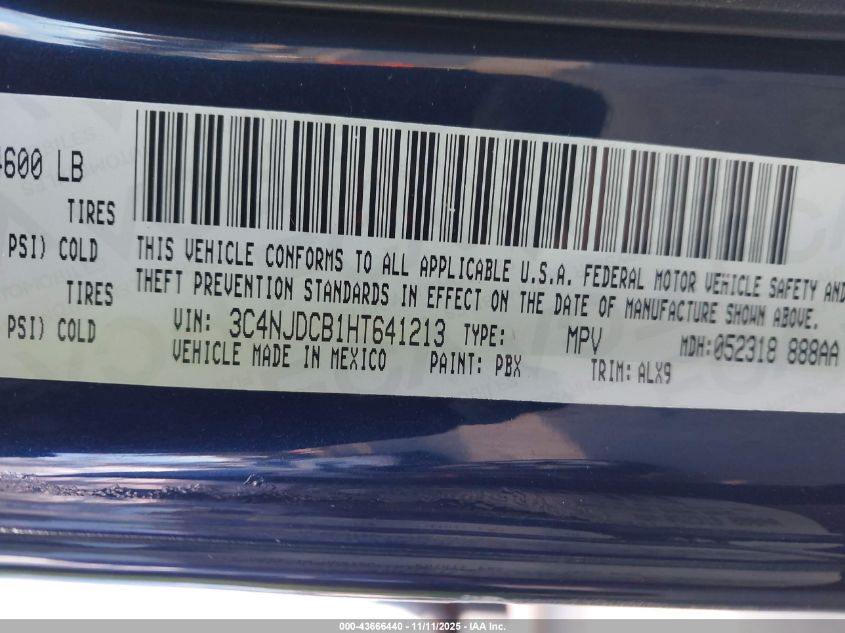 4600 LB
TIRES
PSI) COLD
TIRES
PSI) COLD
THIS VEHICLE CONFORMS TO ALL APPLICABLE U.S.A. FEDERAL MOTOR VEHICLE SAFETY AND
THEFT PREVENTION STANDARDS IN EFFECT ON THE DATE OF MANUFACTURE SHOWN ABOVE.
VIN: 3C4NJDCB1HT641213 TYPE: MPV MDH:052318 888AA
VEHICLE MADE IN MEXICO PAINT: PBX TRIM: ALX9
000-43666440 - 11/11/2025 - IAA Inc.